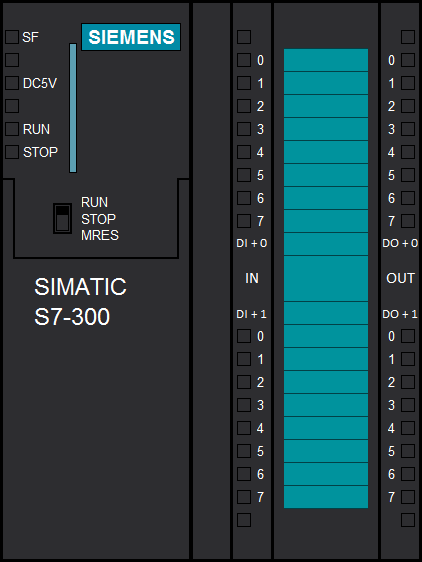 SF
SIEMENS
DC5V
RUN
STOP
RUN
STOP
MRES
SIMATIC
S7-300
0
1
2
3
4
5
6
7
DI + 0
IN
DI + 1
0
1
2
3
4
5
6
7
0
1
2
3
4
5
6
7
DO + 0
OUT
DO + 1
0
1
2
3
4
5
6
7